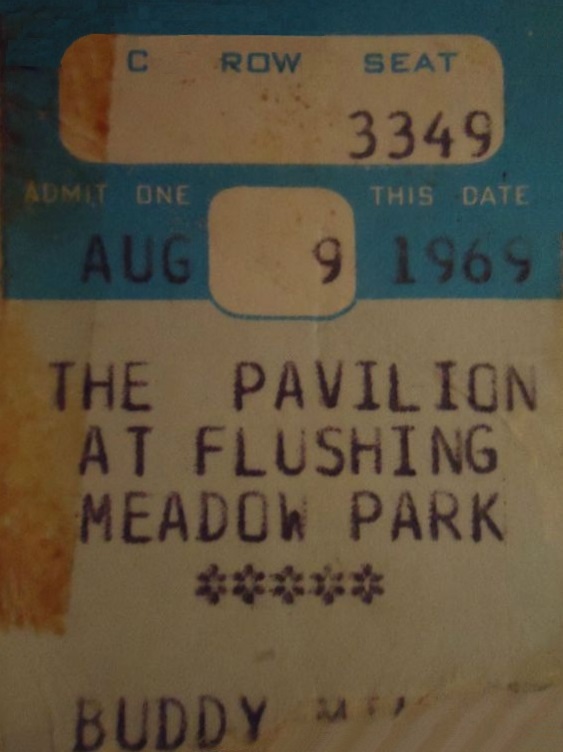 C ROW SEAT
3349
ADMIT ONE THIS DATE
AUG 9 1969
THE PAVILION
AT FLUSHING
MEADOW PARK
*****
BUDDY